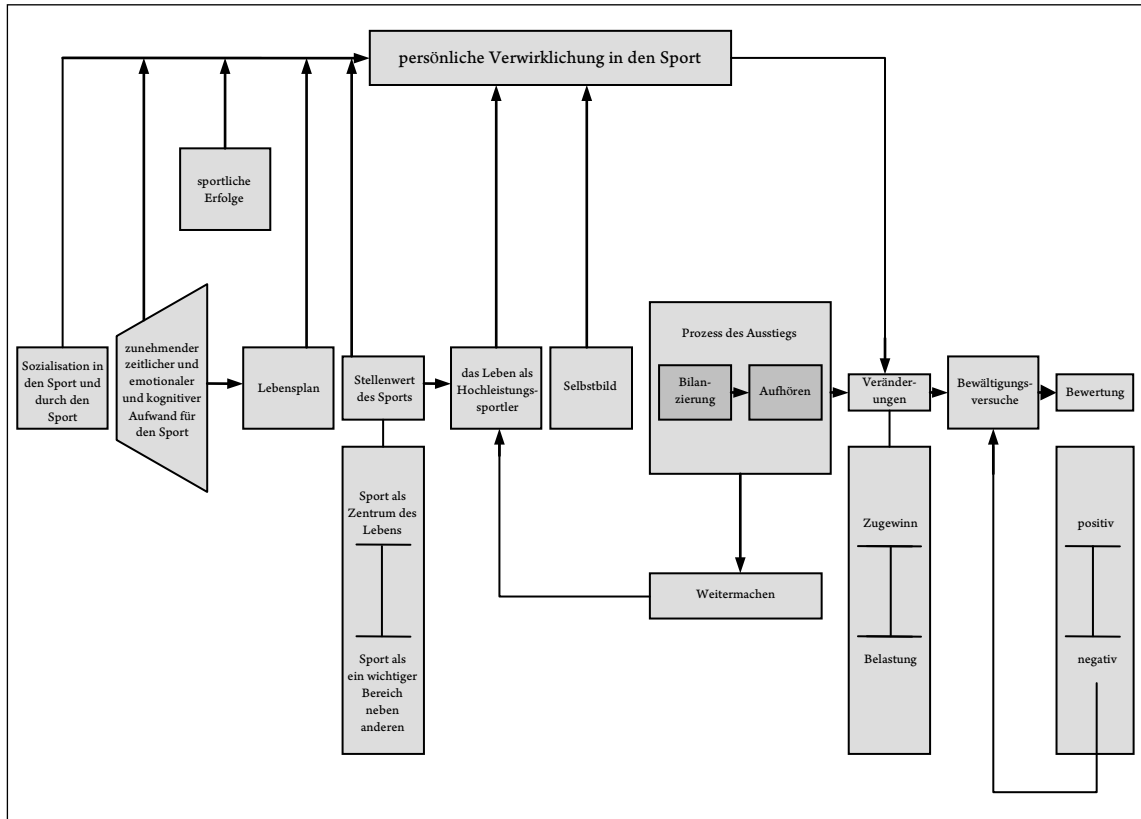 persönliche Verwirklichung in den Sport
sportliche
Erfolge
Sozialisation in
den Sport und
durch den
Sport
zunehmender
zeitlicher und
emotionaler
und kognitiver
Aufwand für
den Sport
Lebensplan
Stellenwert
des Sports
das Leben als
Hochleistungs-
sportler
Selbstbild
Prozess des Ausstiegs
Bilan-
zierung
Aufhören
Veränder-
ungen
Bewältigungs-
versuche
Bewertung
Sport als
Zentrum des
Lebens
Sport als
ein wichtiger
Bereich
neben
anderen
Weitermachen
Zugewinn
Belastung
positiv
negativ